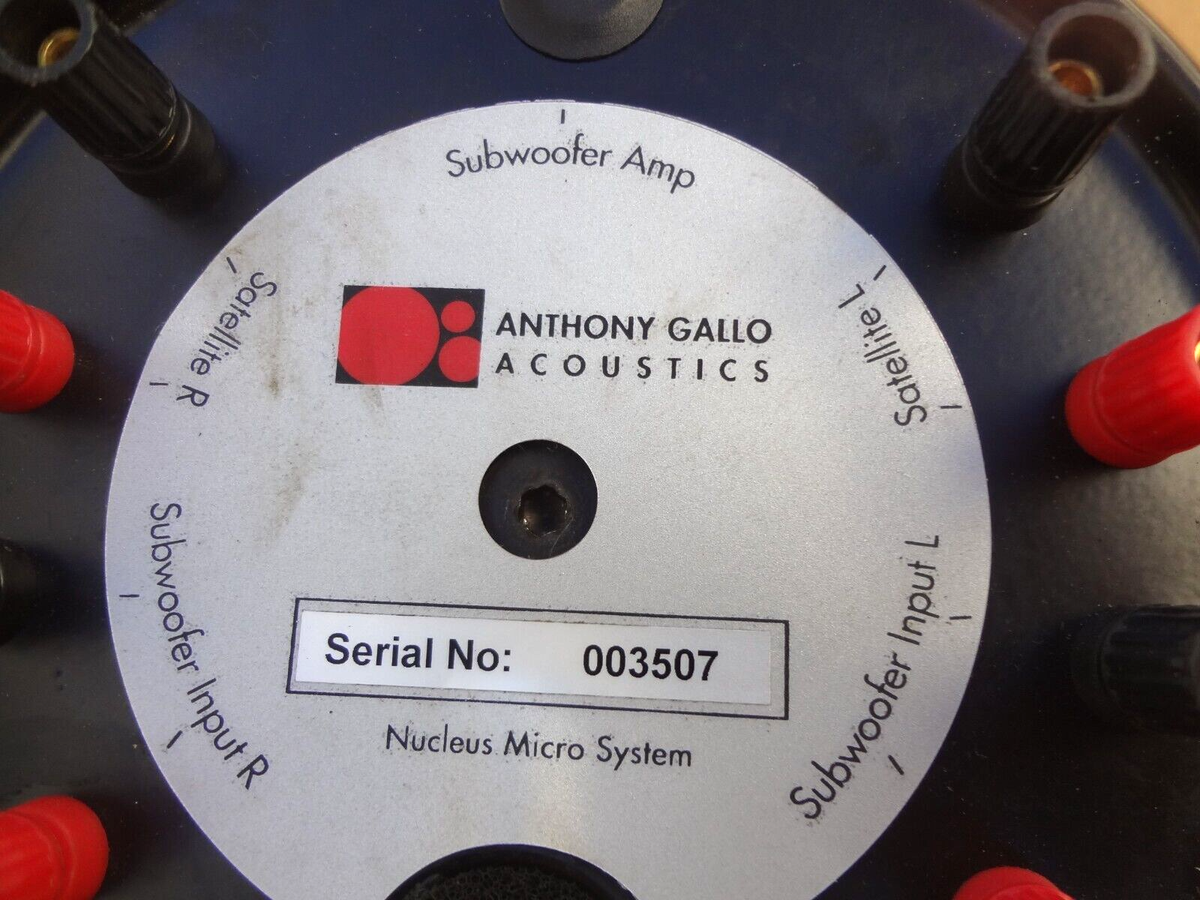 Subwoofer Amp
Satellite R
Satellite L
ANTHONY GALLO
ACOUSTICS
Subwoofer Input R
Subwoofer Input L
Serial No: 003507
Nucleus Micro System